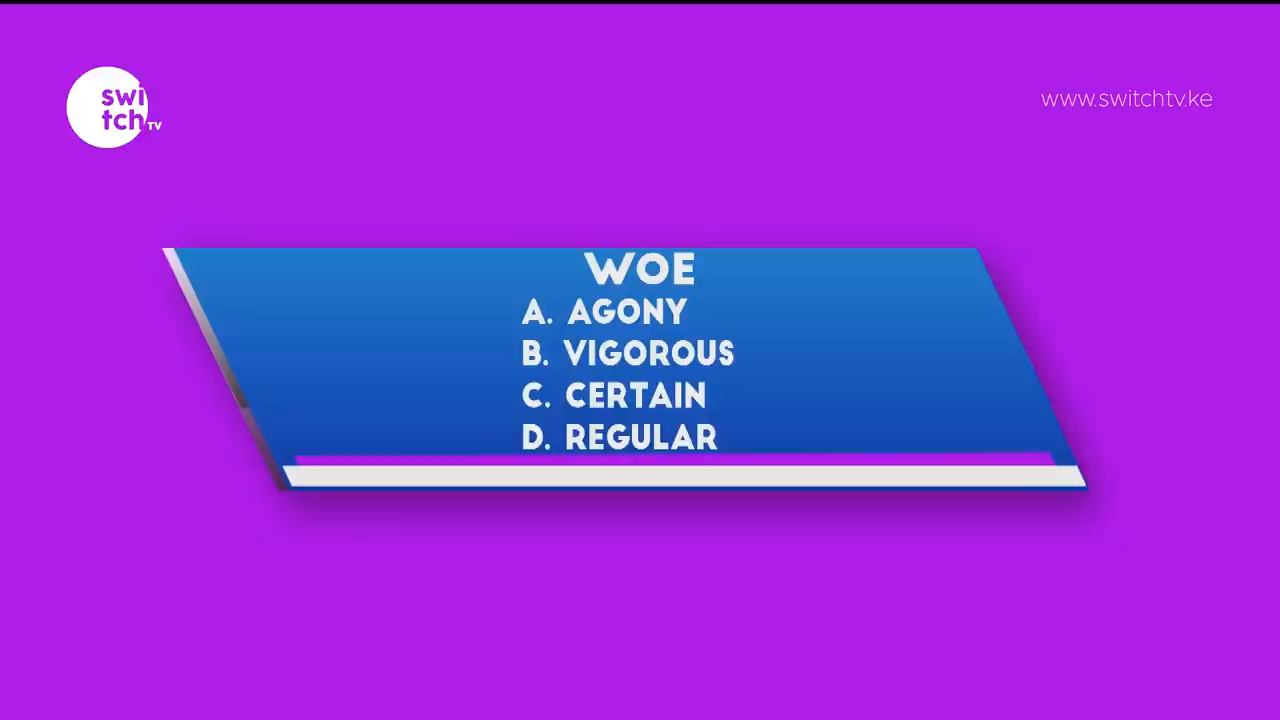 swi
tch TV
www.switchtv.ke
WOE
A. AGONY
B. VIGOROUS
C. CERTAIN
D. REGULAR